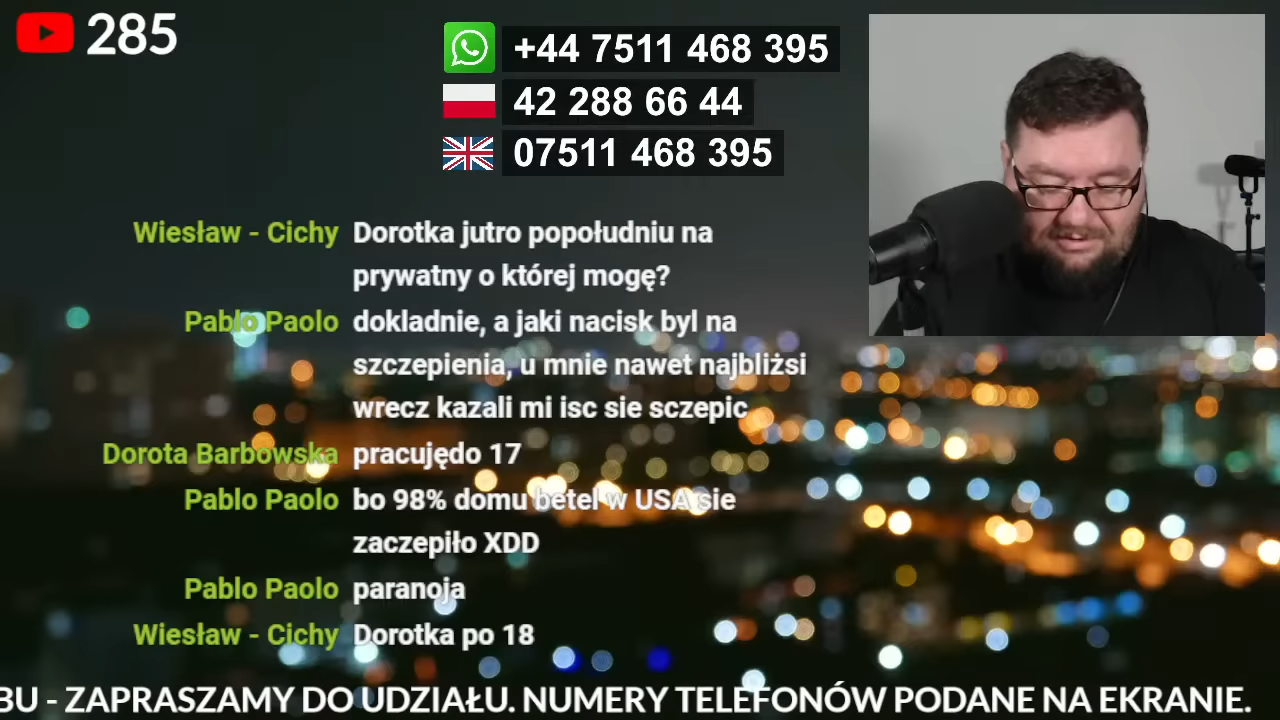 285
+44 7511 468 395
42 288 66 44
07511 468 395
Wiesław - Cichy Dorotka jutro popołudniu na
prywatny o której mogę?
Pablo Paolo dokladnie, a jaki nacisk byl na
szczepienia, u mnie nawet najbliżsi
wrecz kazali mi isc sie sczepic
Dorota Barbowska pracujędo 17
Pablo Paolo bo 98% domu betel w USA sie
zaczepiło XDD
Pablo Paolo paranoja
Wiesław - Cichy Dorotka po 18
BU - ZAPRASZAMY DO UDZIAŁU. NUMERY TELEFONÓW PODANE NA EKRANIE.